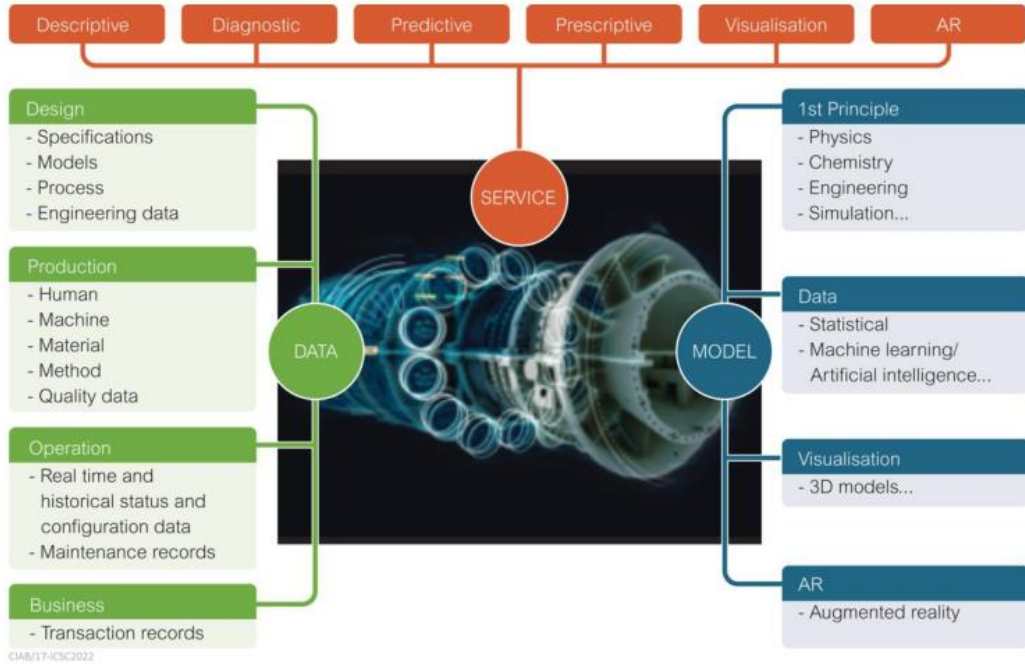 Descriptive
Diagnostic
Predictive
Prescriptive
Visualisation
AR
SERVICE
Design
- Specifications
- Models
- Process
- Engineering data
Production
- Human
- Machine
- Material
- Method
- Quality data
Operation
- Real time and
historical status and
configuration data
- Maintenance records
Business
- Transaction records
DATA
MODEL
1st Principle
- Physics
- Chemistry
- Engineering
- Simulation...
Data
- Statistical
- Machine learning/
Artificial intelligence...
Visualisation
- 3D models...
AR
- Augmented reality
CIAB/17-ICSC2022